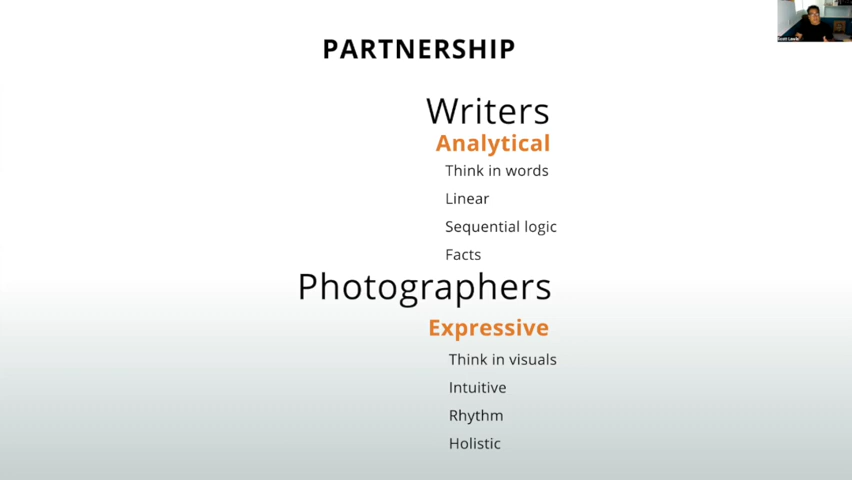 PARTNERSHIP
Writers
Analytical
Think in words
Linear
Sequential logic
Facts
Photographers
Expressive
Think in visuals
Intuitive
Rhythm
Holistic